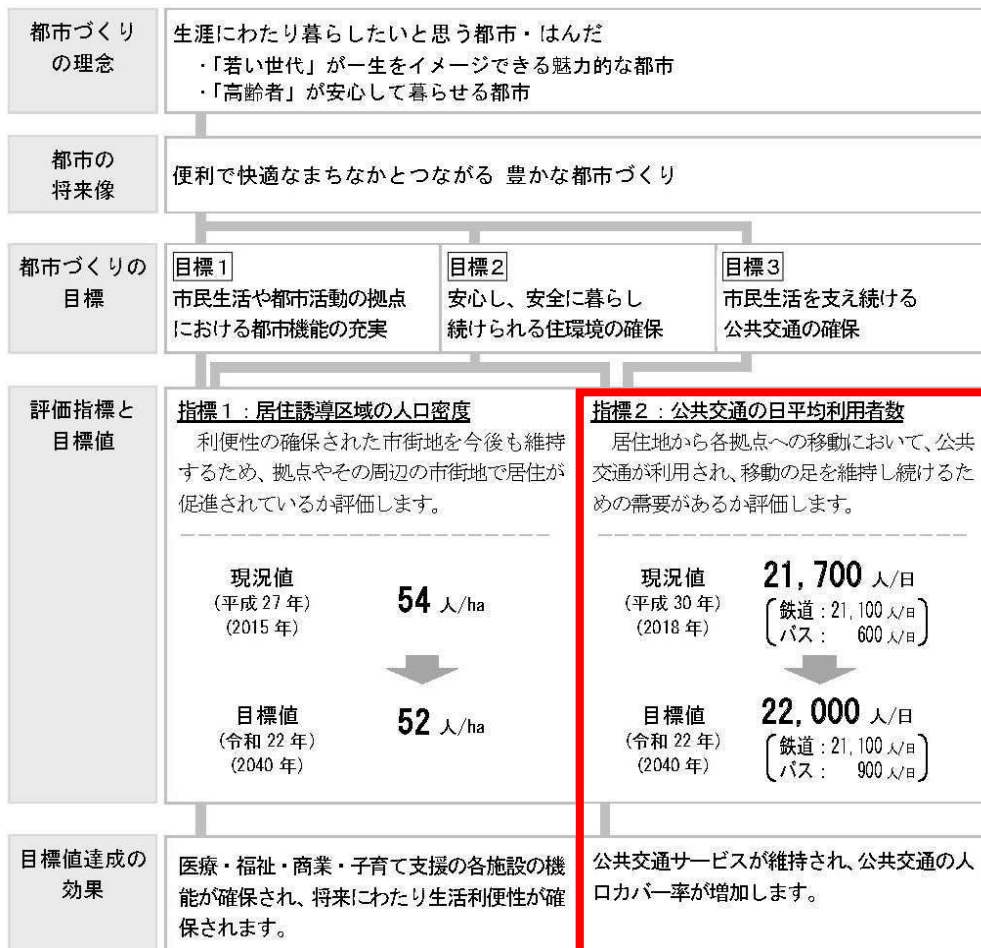 都市づくり
の理念
生涯にわたり暮らしたいと思う都市・はんだ
・「若い世代」が一生をイメージできる魅力的な都市
・「高齢者」が安心して暮らせる都市
都市の
将来像
便利で快適なまちなかとつながる 豊かな都市づくり
都市づくりの
目標
目標1
市民生活や都市活動の拠点
における都市機能の充実
目標2
安心し、安全に暮らし
続けられる住環境の確保
目標3
市民生活を支え続ける
公共交通の確保
評価指標と
目標値
指標1：居住誘導区域の人口密度
利便性の確保された市街地を今後も維持
するため、拠点やその周辺の市街地で居住が
促進されているか評価します。
現況値
(平成27年)
(2015年)
54 人/ha
目標値
(令和22年)
(2040年)
52 人/ha
指標2：公共交通の日平均利用者数
居住地から各拠点への移動において、公共
交通が利用され、移動の足を維持し続けるた
めの需要があるか評価します。
現況値
(平成30年)
(2018年)
21,700 人/日
鉄道：21,100人/日
バス： 600人/日
目標値
(令和22年)
(2040年)
22,000 人/日
鉄道：21,100人/日
バス： 900人/日
目標値達成の
効果
医療・福祉・商業・子育て支援の各施設の機
能が確保され、将来にわたり生活利便性が確
保されます。
公共交通サービスが維持され、公共交通の人
口カバー率が増加します。